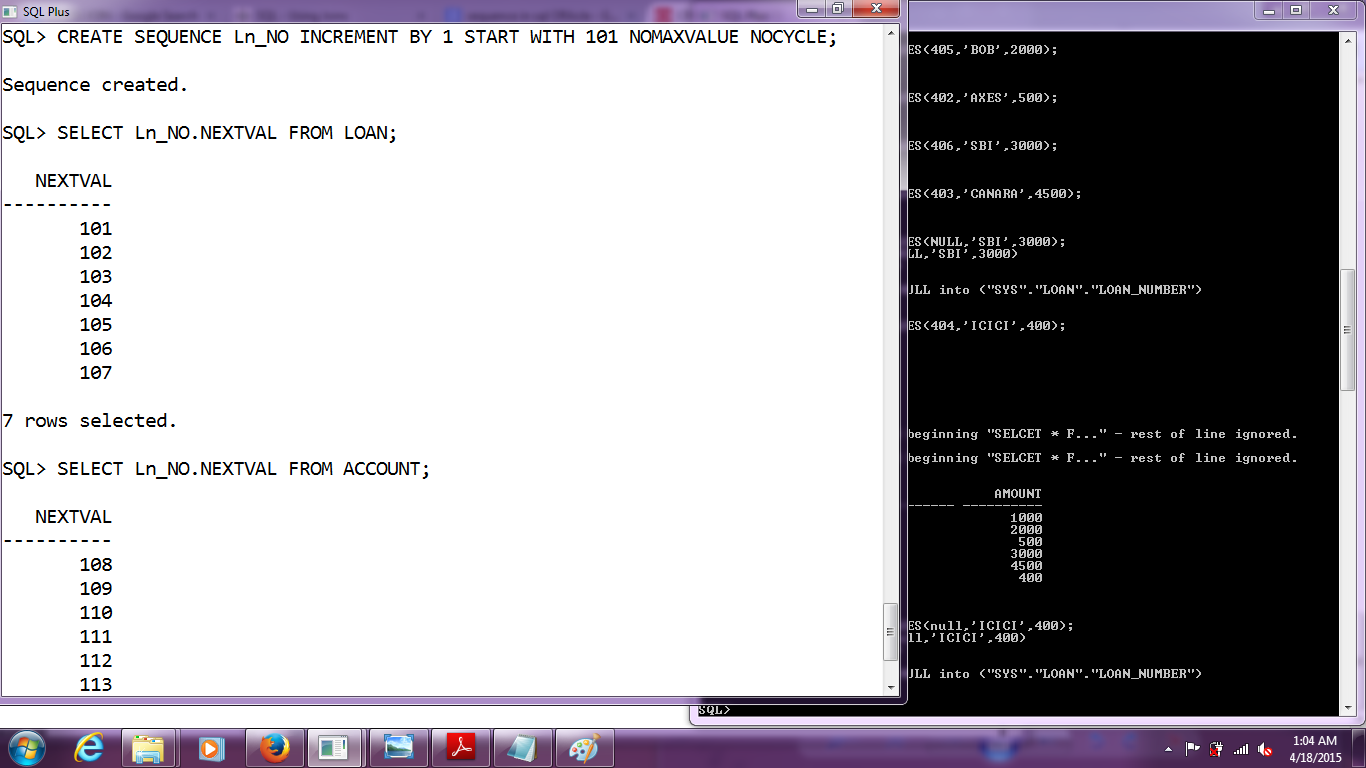 SQL Plus
SQL> CREATE SEQUENCE Ln_NO INCREMENT BY 1 START WITH 101 NOMAXVALUE NOCYCLE;
Sequence created.
SQL> SELECT Ln_NO.NEXTVAL FROM LOAN;
NEXTVAL
----------
101
102
103
104
105
106
107
7 rows selected.
SQL> SELECT Ln_NO.NEXTVAL FROM ACCOUNT;
NEXTVAL
----------
108
109
110
111
112
113
ES(405,'BOB',2000);
ES(402,'AXES',500);
ES(406,'SBI',3000);
ES(403,'CANARA',4500);
ES(NULL,'SBI',3000);
LL,'SBI',3000)
ULL into ("SYS"."LOAN"."LOAN_NUMBER")
ES(404,'ICICI',400);
beginning "SELCET * F..." - rest of line ignored.
beginning "SELCET * F..." - rest of line ignored.
AMOUNT
------ ----------
1000
2000
500
3000
4500
400
ES(null,'ICICI',400);
ll,'ICICI',400)
ULL into ("SYS"."LOAN"."LOAN_NUMBER")
SQL>
1:04 AM
4/18/2015